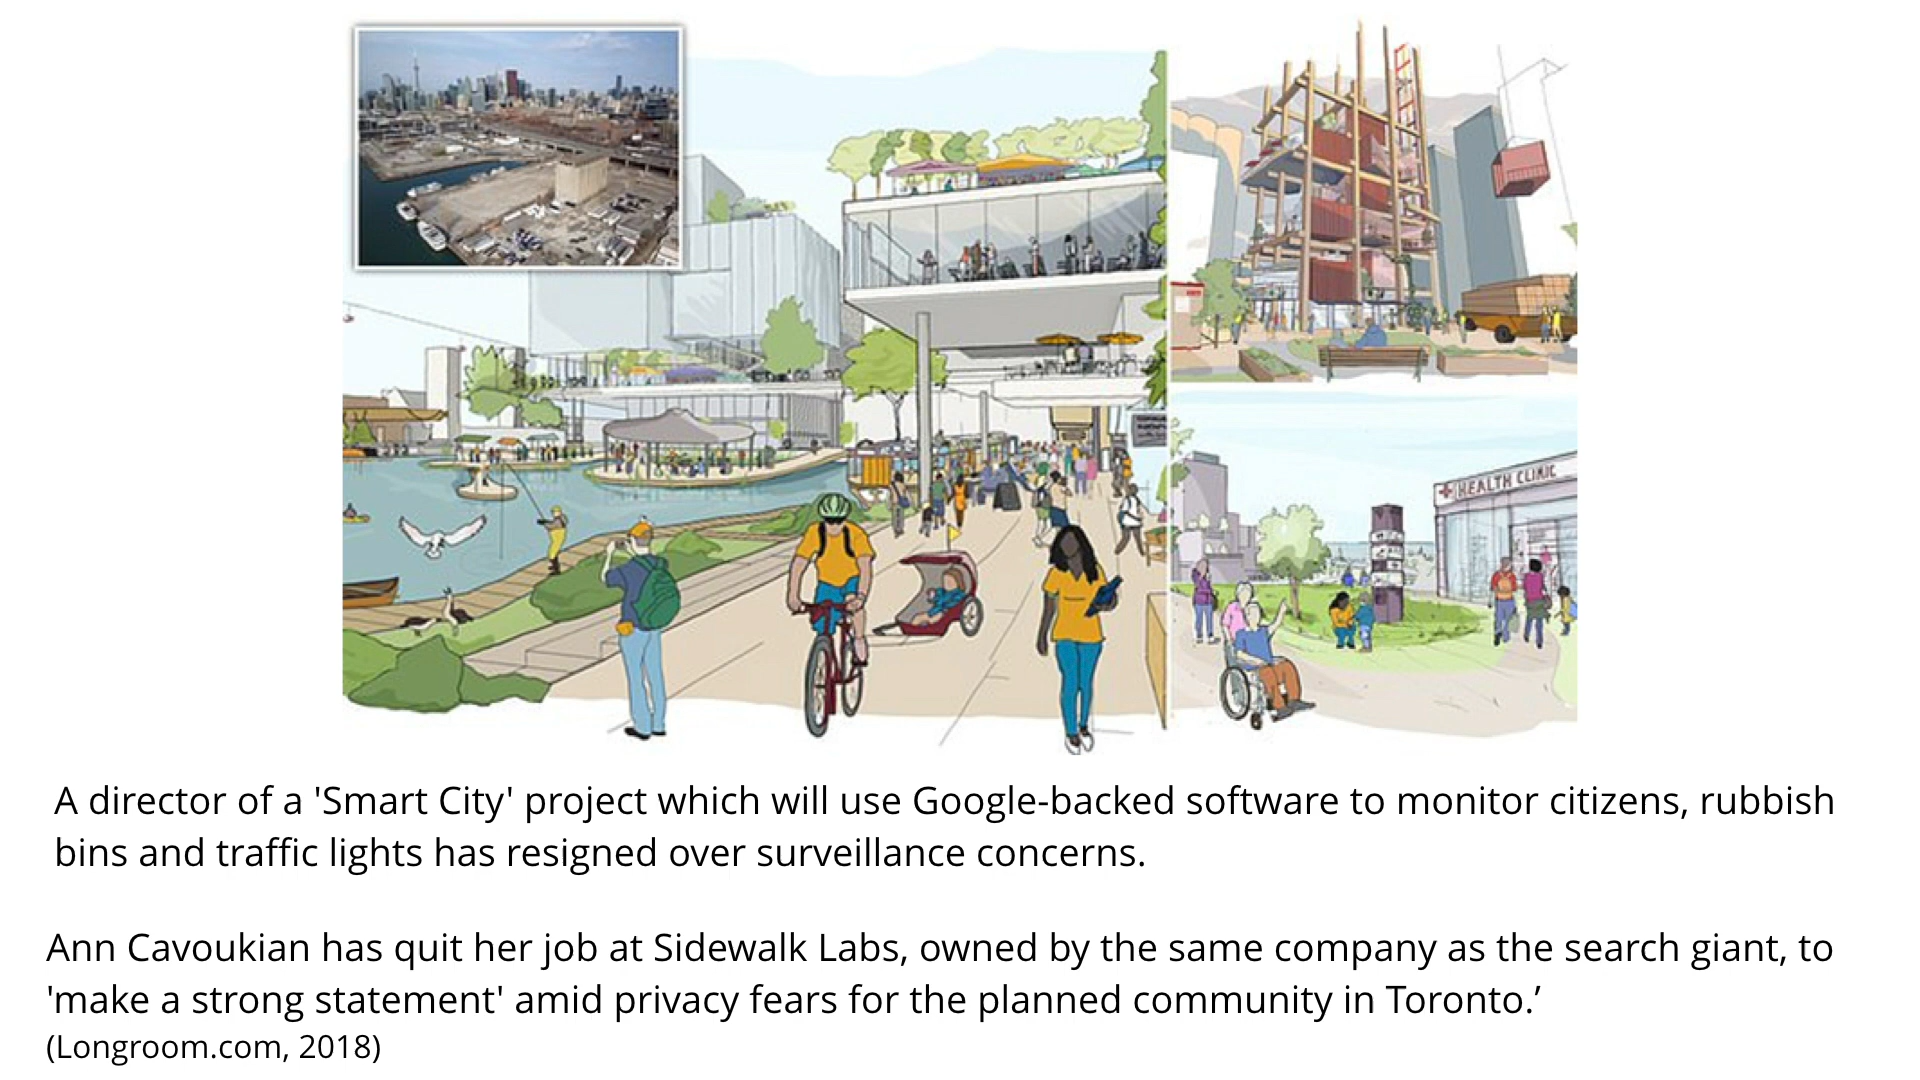 HEALTH CLINIC
A director of a 'Smart City' project which will use Google-backed software to monitor citizens, rubbish
bins and traffic lights has resigned over surveillance concerns.
Ann Cavoukian has quit her job at Sidewalk Labs, owned by the same company as the search giant, to
'make a strong statement' amid privacy fears for the planned community in Toronto.’
(Longroom.com, 2018)